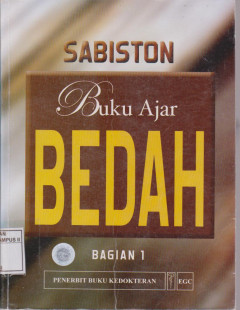 SABISTON
Buku Ajar
BEDAH
BAGIAN 1
PENERBIT BUKU KEDOKTERAN EGC